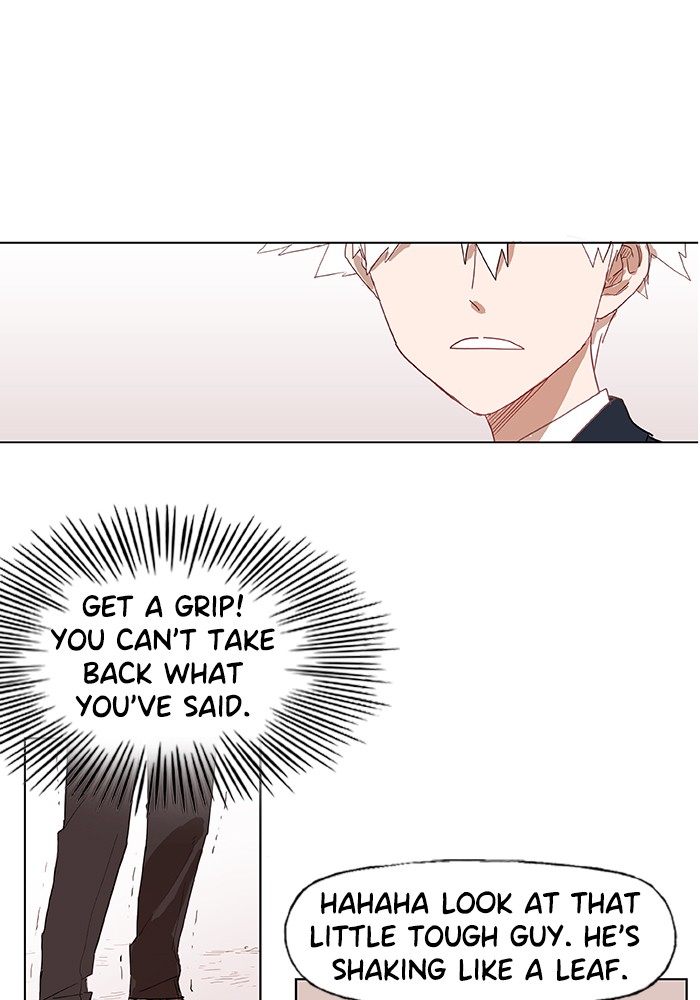 GET A GRIP!
YOU CAN'T TAKE
BACK WHAT
YOU'VE SAID.
HAHAHA LOOK AT THAT
LITTLE TOUGH GUY. HE'S
SHAKING LIKE A LEAF.